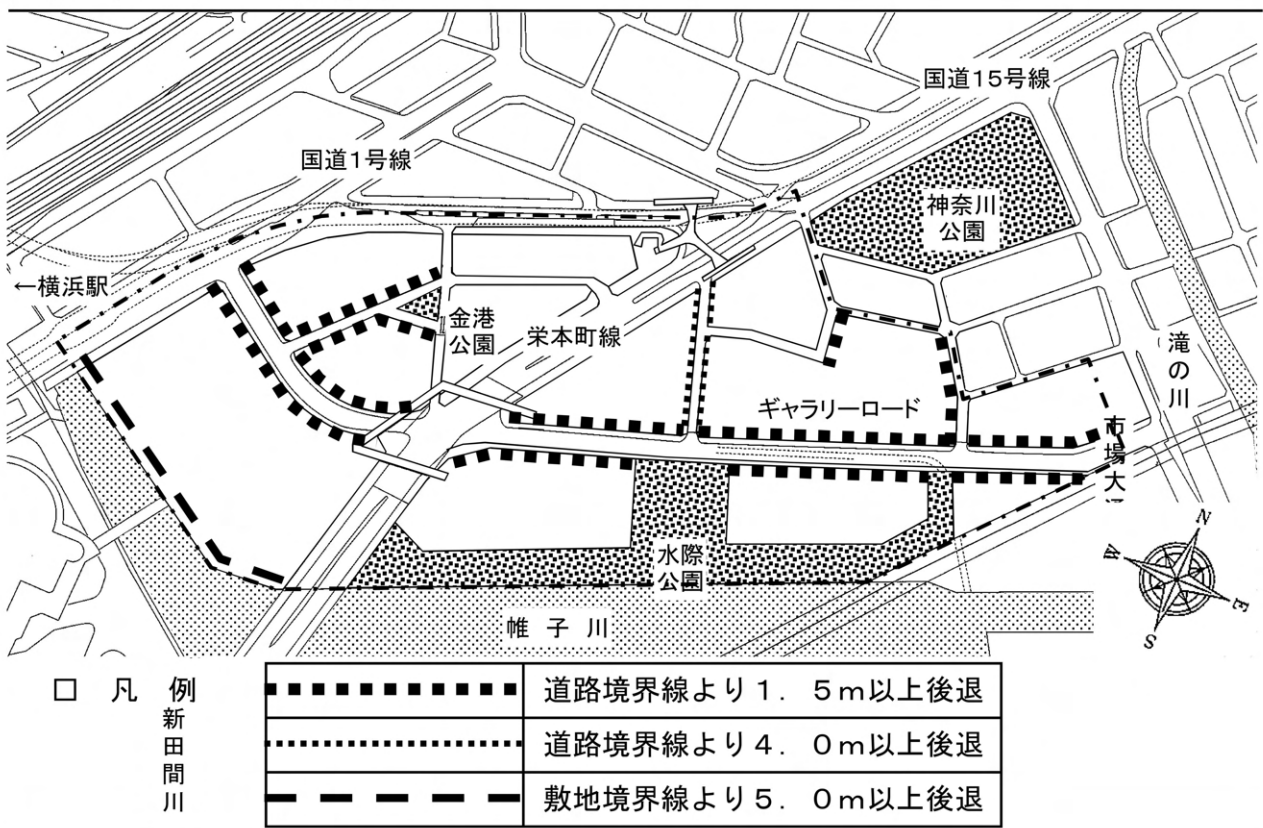 国道15号線
国道1号線
神奈川
公園
←横浜駅
金港
公園
栄本町線
滝の川
ギャラリーロード
市場大
水際
公園
帷子川
N
W
E
S
□ 凡 例
新田間川
道路境界線より1.5m以上後退
道路境界線より4.0m以上後退
敷地境界線より5.0m以上後退